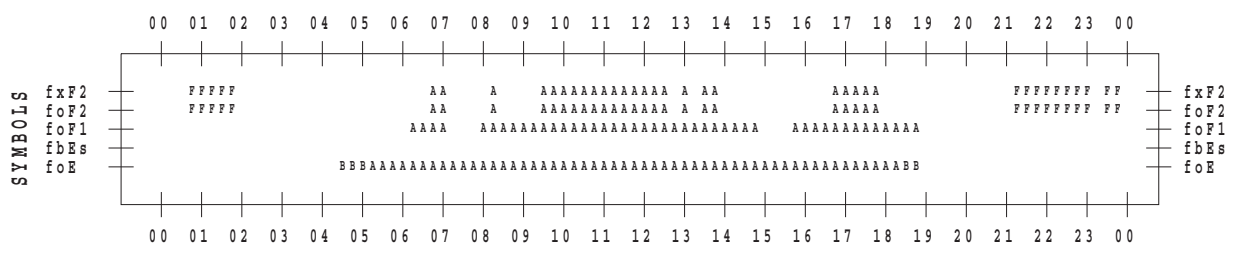 00 01 02 03 04 05 06 07 08 09 10 11 12 13 14 15 16 17 18 19 20 21 22 23 00
SYMBOLS
fxF2 FFFFF AA A AAAAAAAAAAAAA A AA AAAAA FFFFFFFF FF fxF2
foF2 FFFFF AA A AAAAAAAAAAAAA A AA AAAAA FFFFFFFF FF foF2
foF1 AAAA AAAAAAAAAAAAAAAAAAAAAAAAAAAA AAAAAAAAAAAAA foF1
fbEs fbEs
foE BBBAAAAAAAAAAAAAAAAAAAAAAAAAAAAAAAAAAAAAAAAAAAAAAAAAAAAABB foE
00 01 02 03 04 05 06 07 08 09 10 11 12 13 14 15 16 17 18 19 20 21 22 23 00